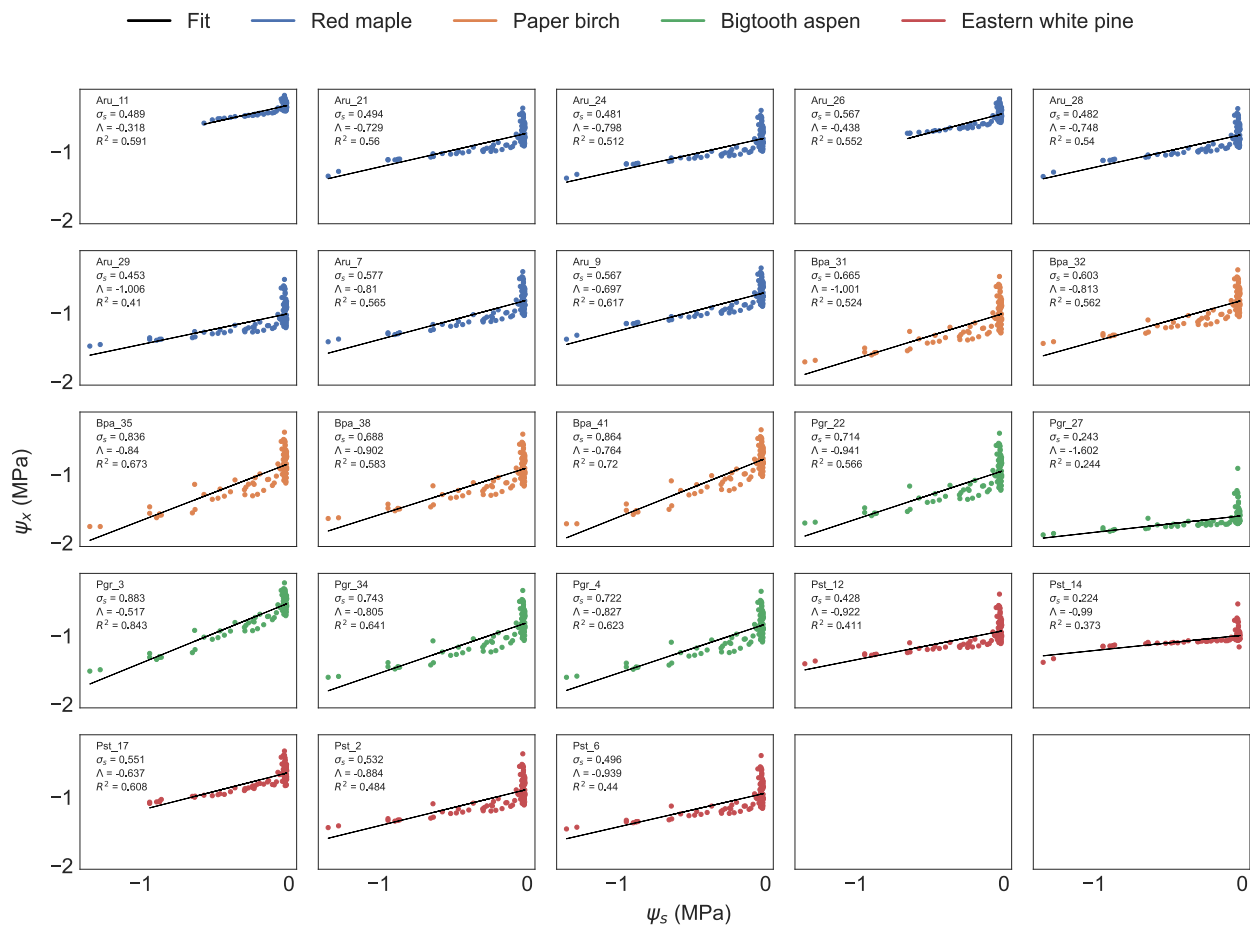 Fit Red maple Paper birch Bigtooth aspen Eastern white pine
Aru_11
σs = 0.489
Λ = -0.318
R² = 0.591
Aru_21
σs = 0.494
Λ = -0.729
R² = 0.56
Aru_24
σs = 0.481
Λ = -0.798
R² = 0.512
Aru_26
σs = 0.567
Λ = -0.438
R² = 0.552
Aru_28
σs = 0.482
Λ = -0.748
R² = 0.54
−1
−2
Aru_29
σs = 0.453
Λ = -1.006
R² = 0.41
Aru_7
σs = 0.577
Λ = -0.81
R² = 0.565
Aru_9
σs = 0.567
Λ = -0.697
R² = 0.617
Bpa_31
σs = 0.665
Λ = -1.001
R² = 0.524
Bpa_32
σs = 0.603
Λ = -0.813
R² = 0.562
−1
−2
Bpa_35
σs = 0.836
Λ = -0.84
R² = 0.673
Bpa_38
σs = 0.688
Λ = -0.902
R² = 0.583
Bpa_41
σs = 0.864
Λ = -0.764
R² = 0.72
Pgr_22
σs = 0.714
Λ = -0.941
R² = 0.566
Pgr_27
σs = 0.243
Λ = -1.602
R² = 0.244
−1
−2
ψx (MPa)
Pgr_3
σs = 0.883
Λ = -0.517
R² = 0.843
Pgr_34
σs = 0.743
Λ = -0.805
R² = 0.641
Pgr_4
σs = 0.722
Λ = -0.827
R² = 0.623
Pst_12
σs = 0.428
Λ = -0.922
R² = 0.411
Pst_14
σs = 0.224
Λ = -0.99
R² = 0.373
−1
−2
Pst_17
σs = 0.551
Λ = -0.637
R² = 0.608
Pst_2
σs = 0.532
Λ = -0.884
R² = 0.484
Pst_6
σs = 0.496
Λ = -0.939
R² = 0.44
−1
−2
−1 0 −1 0 −1 0 −1 0 −1 0
ψs (MPa)